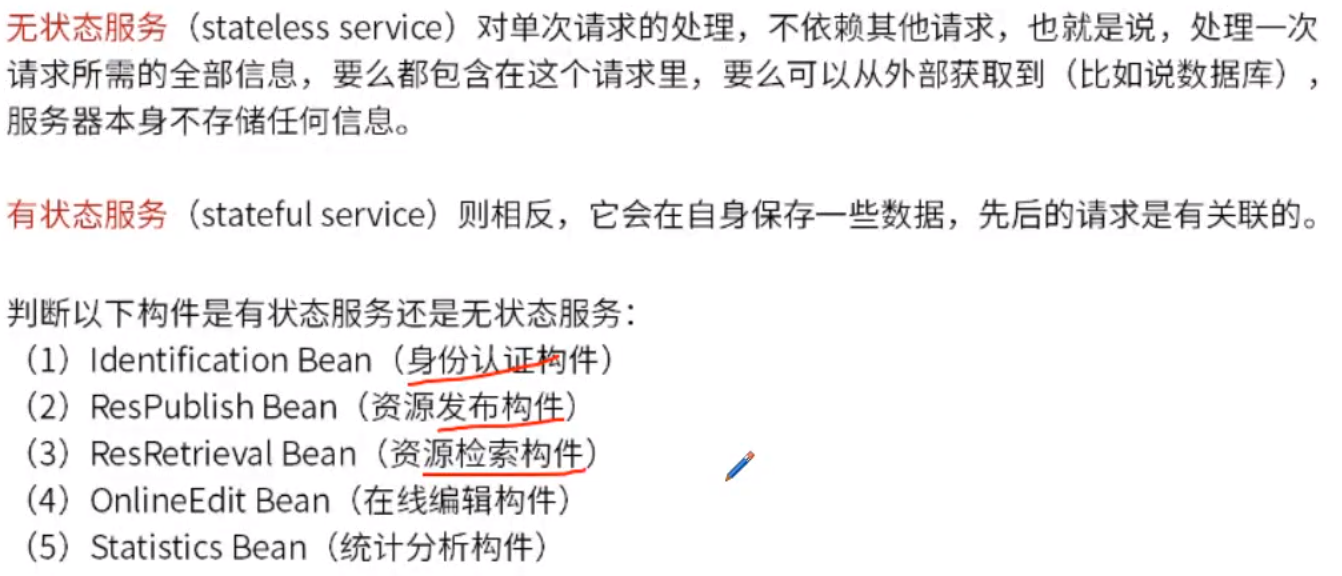 无状态服务（stateless service）对单次请求的处理，不依赖其他请求，也就是说，处理一次
请求所需的全部信息，要么都包含在这个请求里，要么可以从外部获取到（比如说数据库），
服务器本身不存储任何信息。
有状态服务（stateful service）则相反，它会在自身保存一些数据，先后的请求是有关联的。
判断以下构件是有状态服务还是无状态服务：
（1）Identification Bean（身份认证构件）
（2）ResPublish Bean（资源发布构件）
（3）ResRetrieval Bean（资源检索构件）
（4）OnlineEdit Bean（在线编辑构件）
（5）Statistics Bean（统计分析构件）